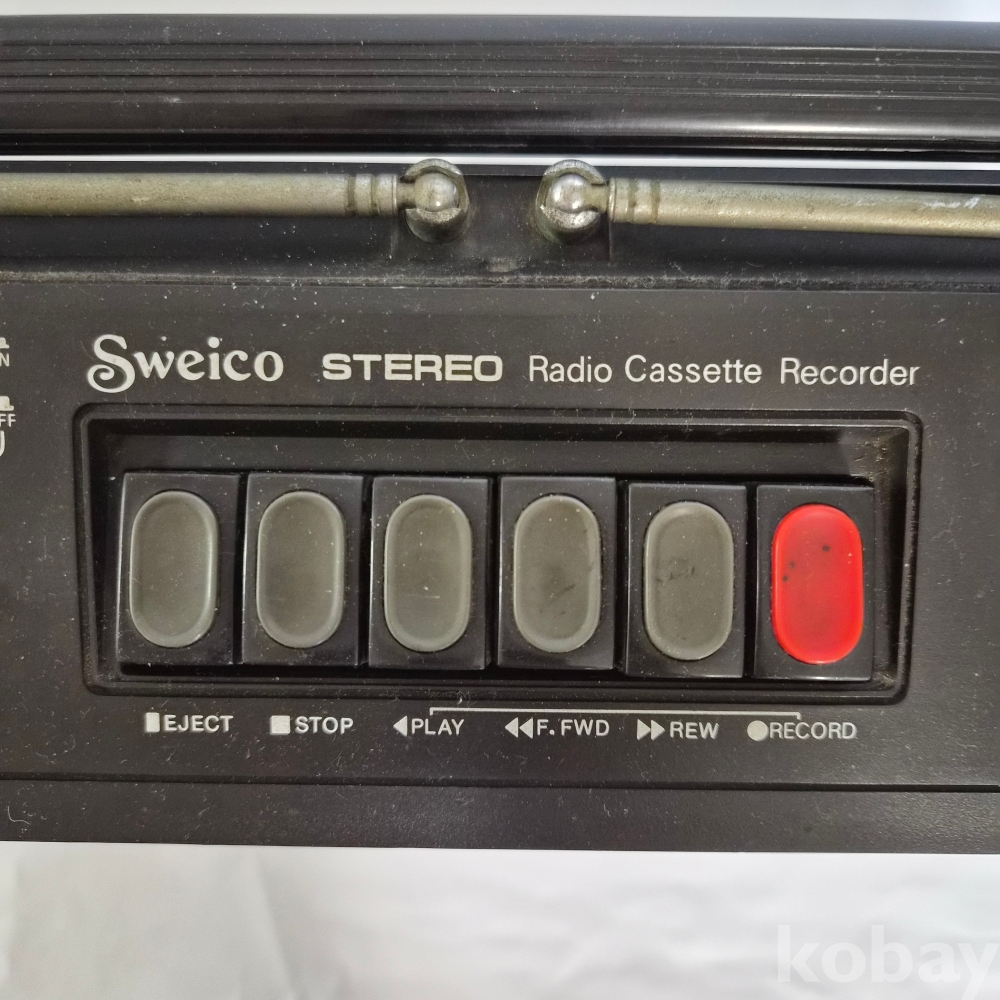 Sweico STEREO Radio Cassette Recorder
EJECT STOP PLAY F.FWD REW RECORD
kobay